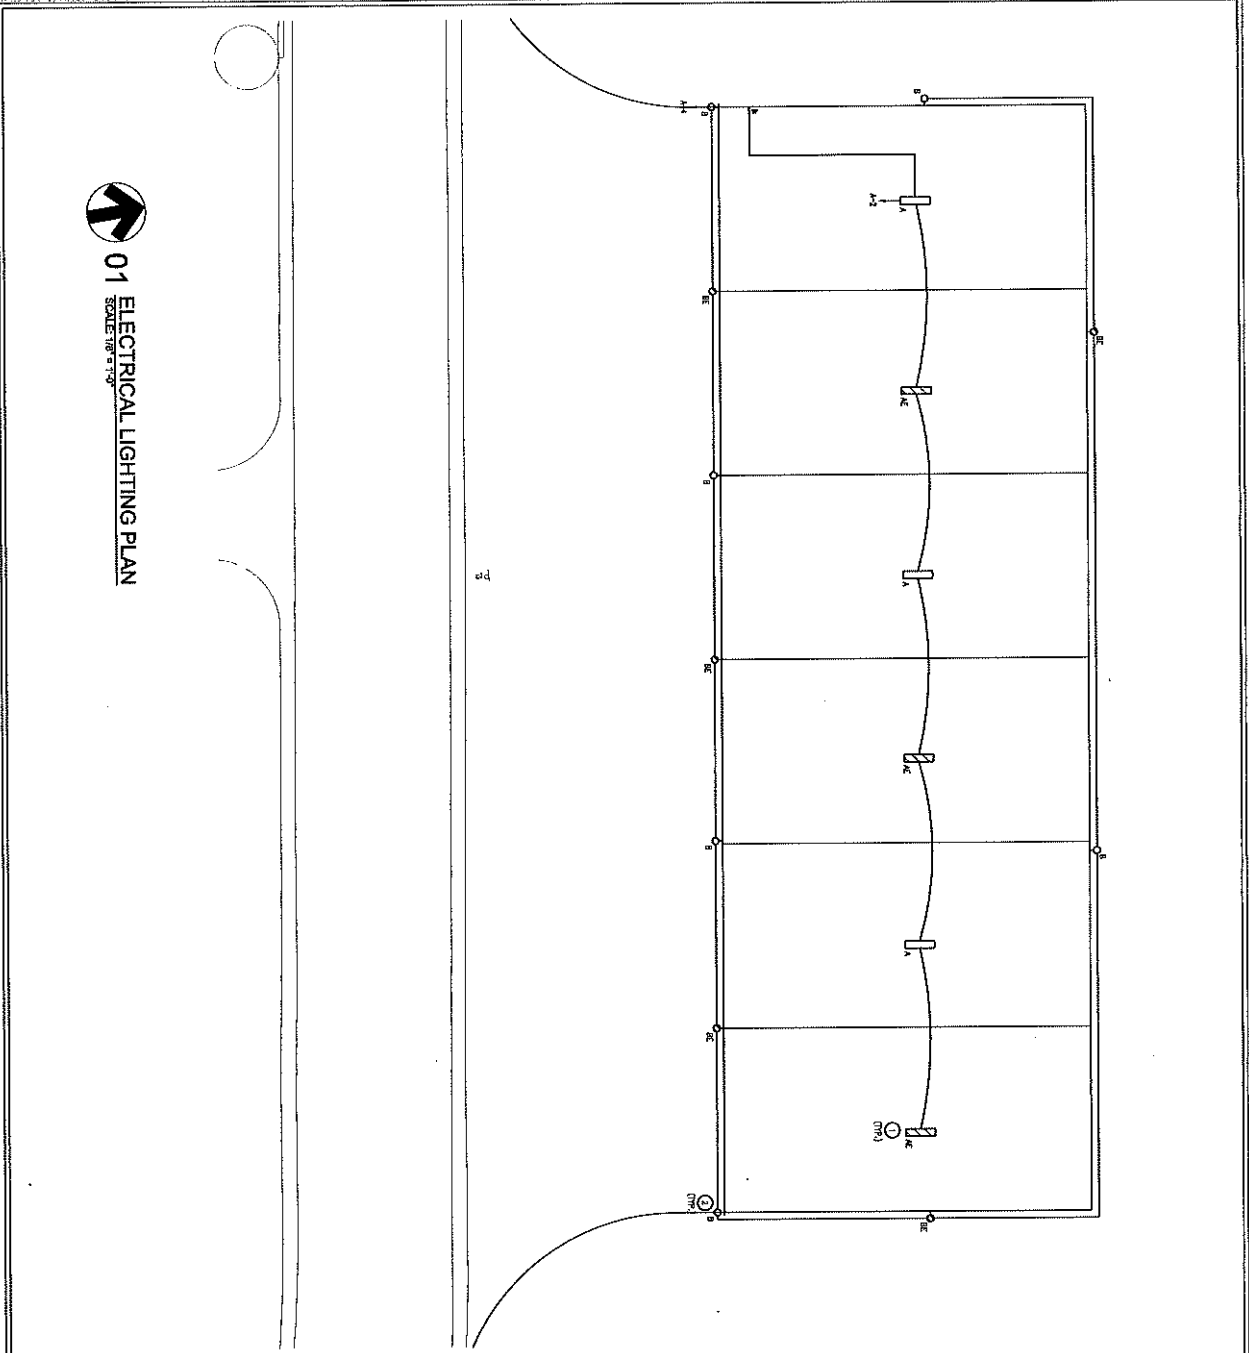 01 ELECTRICAL LIGHTING PLAN
SCALE: 1/8" = 1'-0"
B
BE
B
BE
A-4
B
BE
B
BE
B
BE
B
2
(TYP.)
A-2
A
AE
A
AE
A
AE
1
(TYP.)